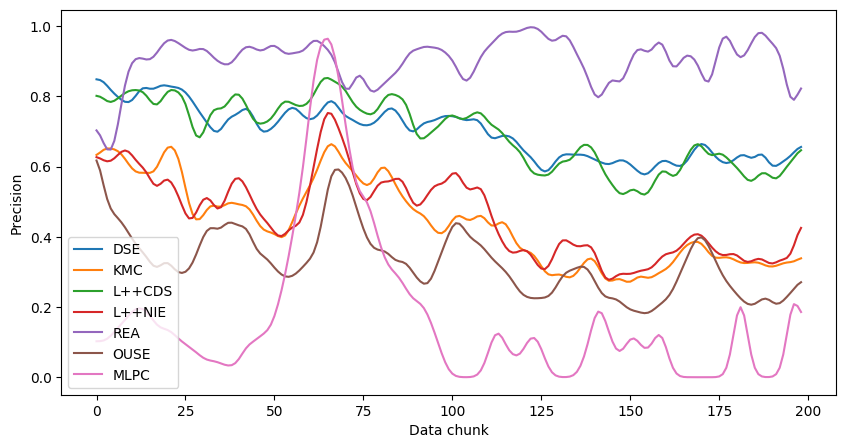 1.0
0.8
0.6
0.4
0.2
0.0
Precision
DSE
KMC
L++CDS
L++NIE
REA
OUSE
MLPC
0
25
50
75
100
125
150
175
200
Data chunk